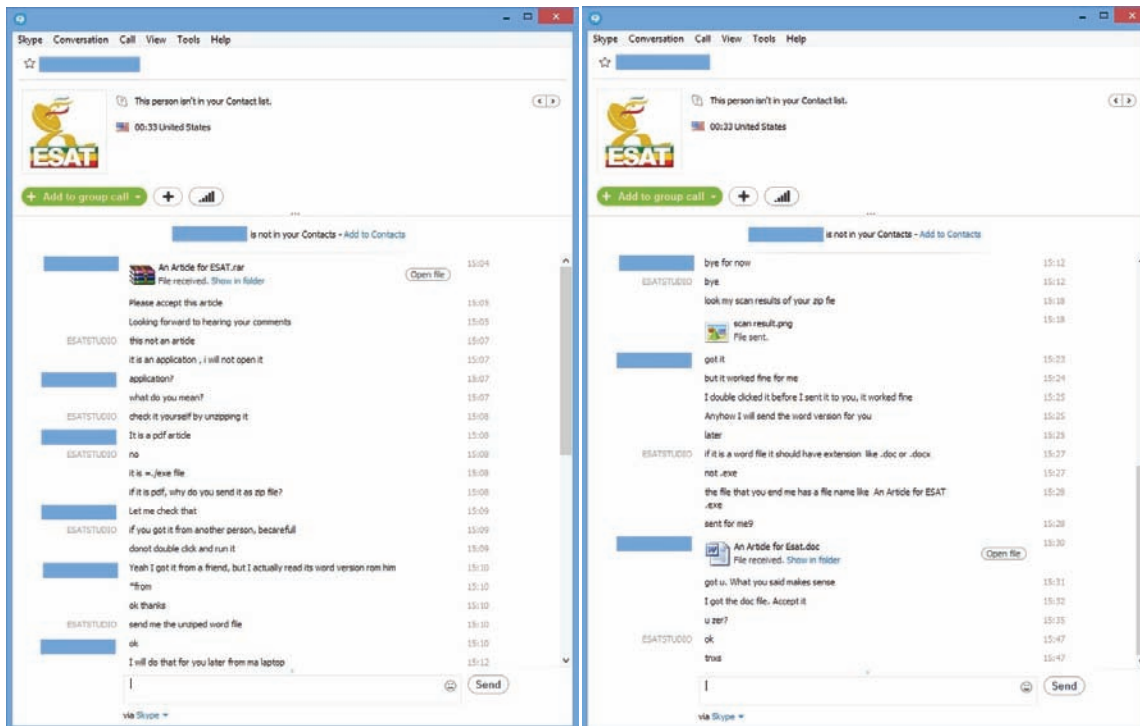 Skype Conversation Call View Tools Help
This person isn't in your Contact list.
00:33 United States
ESAT
Add to group call
is not in your Contacts - Add to Contacts
An Article for ESAT.rar 15:04
File received. Show in folder
Open file
Please accept this article 15:05
Looking forward to hearing your comments 15:05
ESATSTUDIO this not an article 15:07
it is an application , i will not open it 15:07
application? 15:07
what do you mean?
ESATSTUDIO check it yourself by unzipping it 15:08
It is a pdf article 15:08
ESATSTUDIO no 15:08
it is =./exe file 15:08
if it is pdf, why do you send it as zip file? 15:08
Let me check that 15:09
ESATSTUDIO if you got it from another person, becarefull 15:09
donot double click and run it 15:09
Yeah I got it from a friend, but I actually read its word version rom him 15:10
*from
ok thanks 15:10
ESATSTUDIO send me the unziped word file 15:10
ok 15:10
I will do that for you later from ma laptop 15:12
Send
via Skype
Skype Conversation Call View Tools Help
This person isn't in your Contact list.
00:33 United States
ESAT
Add to group call
is not in your Contacts - Add to Contacts
bye for now 15:12
ESATSTUDIO bye 15:12
look my scan results of your zip fie 15:18
scan result.png 15:18
File sent.
got it 15:23
but it worked fine for me 15:24
I double clicked it before I sent it to you, it worked fine 15:25
Anyhow I will send the word version for you 15:25
later 15:25
ESATSTUDIO if it is a word file it should have extension like .doc or .docx 15:27
not .exe 15:27
the file that you end me has a file name like An Article for ESAT 15:28
.exe
sent for me9 15:28
An Article for Esat.doc 15:30
File received. Show in folder
Open file
got u. What you said makes sense 15:31
I got the doc file. Accept it 15:32
u zer? 15:35
ESATSTUDIO ok 15:47
tnxs 15:47
Send
via Skype